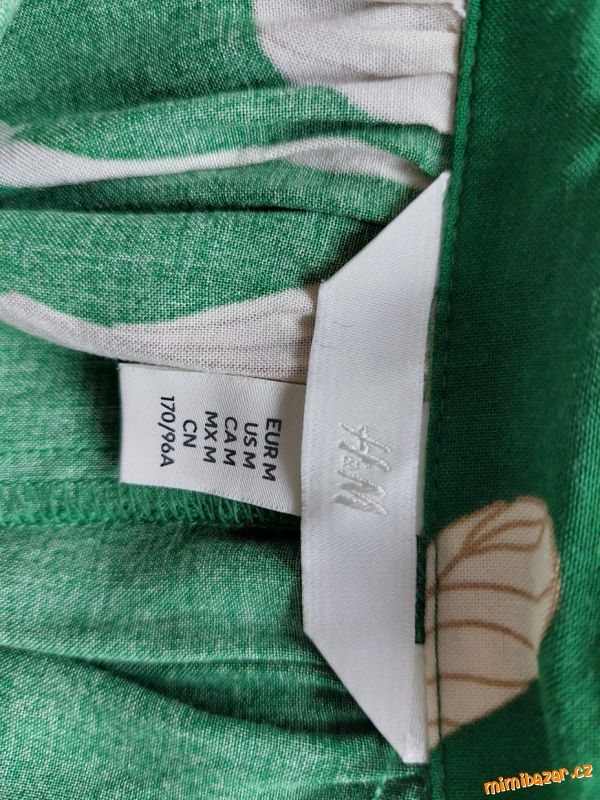 EUR M
US M
CA M
MX M
CN
170/96A
H&M
mimibazar.cz